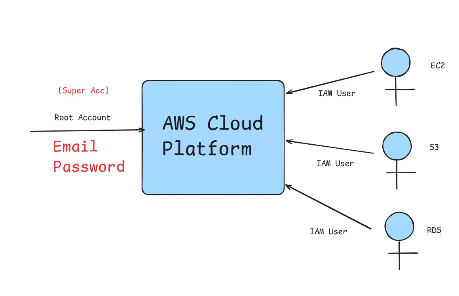 (Super Acc)
Root Account
Email
Password
AWS Cloud
Platform
EC2
IAM User
S3
IAM User
RDS
IAM User